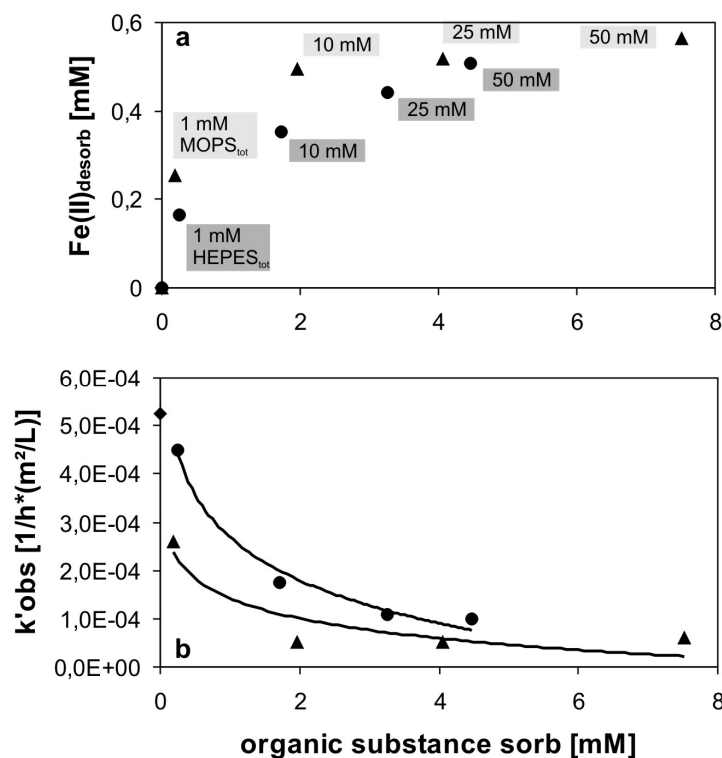 a
Fe(II)desorb [mM]
0,6
0,4
0,2
0
10 mM
25 mM
50 mM
1 mM
MOPStot
10 mM
25 mM
50 mM
1 mM
HEPEStot
0 2 4 6 8
k'obs [1/h*(m²/L)]
6,0E-04
5,0E-04
4,0E-04
3,0E-04
2,0E-04
1,0E-04
0,0E+00
b
0 2 4 6 8
organic substance sorb [mM]